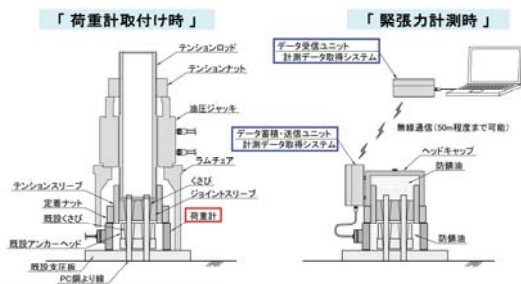 「 荷重計取付け時 」
テンションロッド
テンションナット
油圧ジャッキ
ラムチェア
くさび
ジョイントスリーブ
荷重計
テンションスリーブ
定着ナット
既設くさび
既設アンカーヘッド
既設支圧板
PC鋼より線
「 緊張力計測時 」
データ受信ユニット
計測データ取得システム
無線通信(50m程度まで可能)
データ蓄積・送信ユニット
計測データ取得システム
ヘッドキャップ
防錆油
防錆油